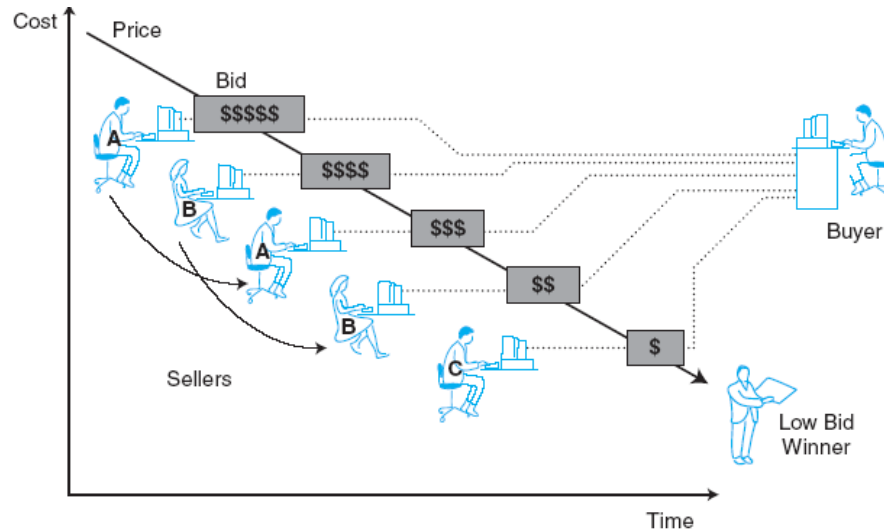 Cost
Price
Bid
$$$$$
A
$$$$
B
$$$
A
Buyer
$$
B
$
C
Sellers
Low Bid
Winner
Time